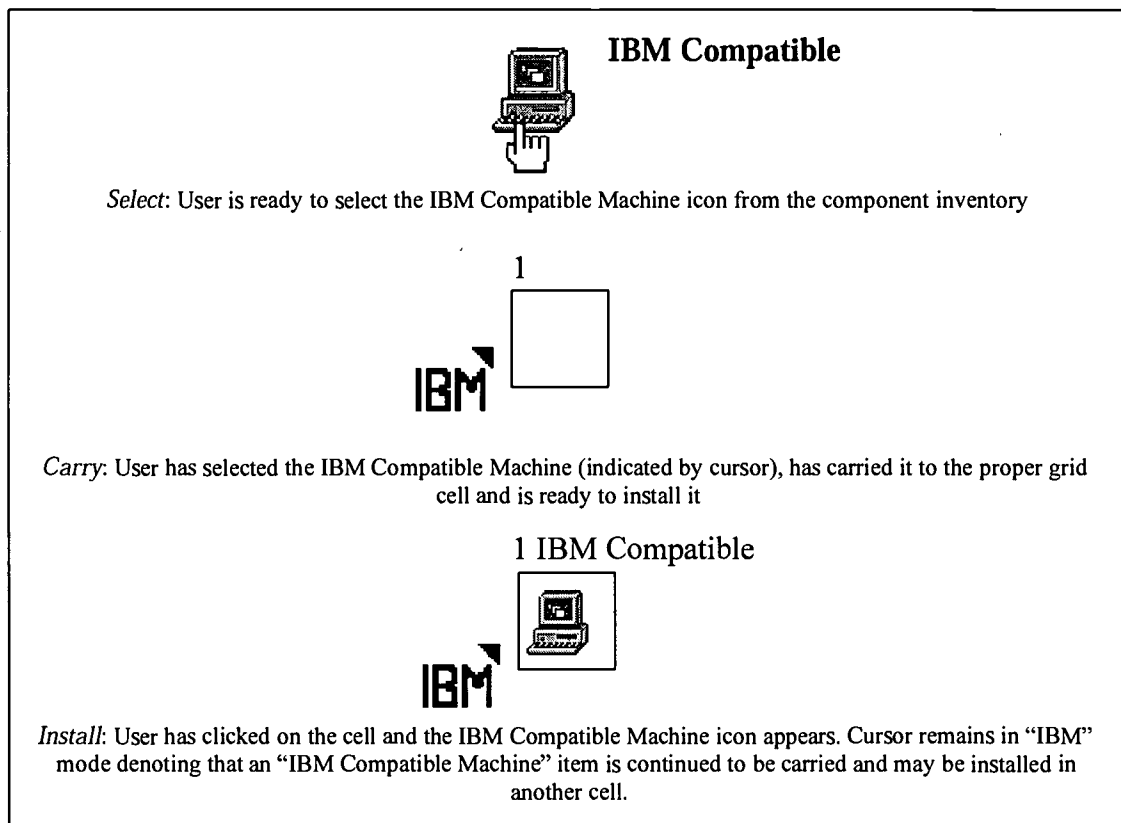 IBM Compatible
Select: User is ready to select the IBM Compatible Machine icon from the component inventory
1
IBM
Carry: User has selected the IBM Compatible Machine (indicated by cursor), has carried it to the proper grid
cell and is ready to install it
1 IBM Compatible
IBM
Install: User has clicked on the cell and the IBM Compatible Machine icon appears. Cursor remains in “IBM”
mode denoting that an “IBM Compatible Machine” item is continued to be carried and may be installed in
another cell.